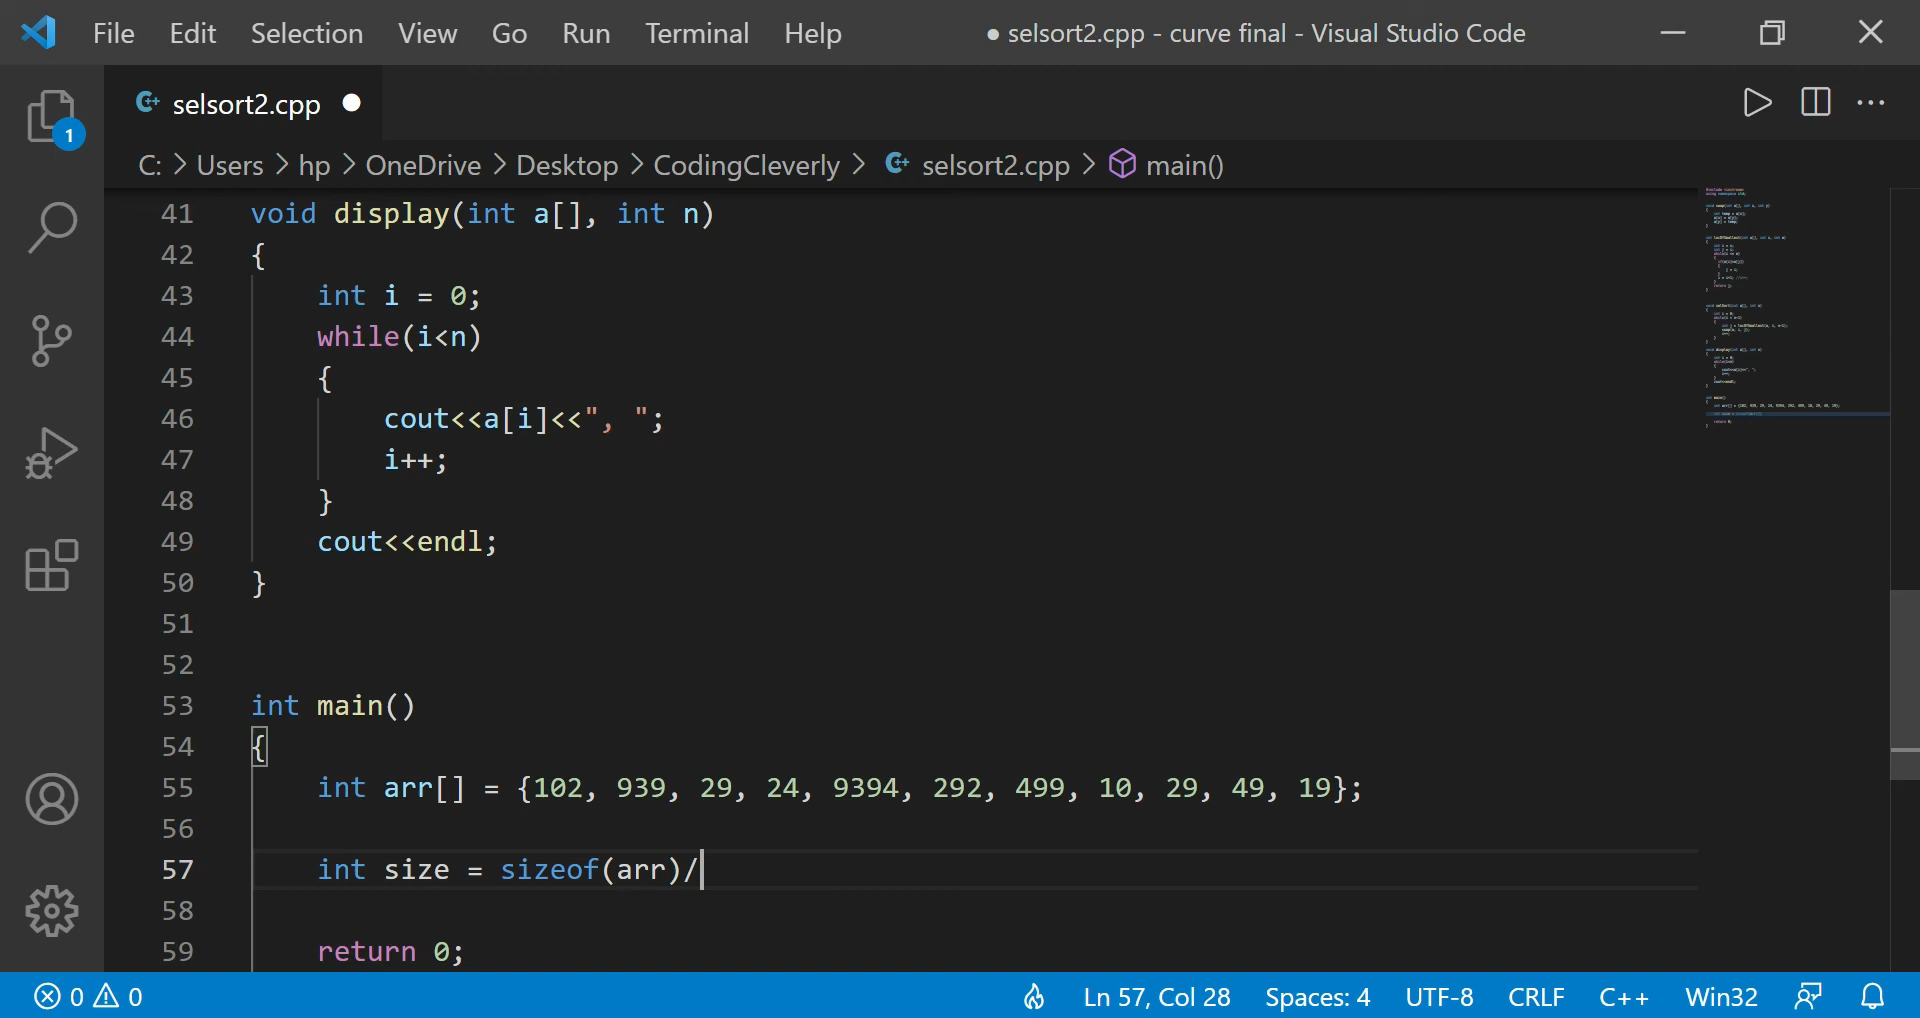 File Edit Selection View Go Run Terminal Help ● selsort2.cpp - curve final - Visual Studio Code
selsort2.cpp
C: > Users > hp > OneDrive > Desktop > CodingCleverly > selsort2.cpp > main()
1
41 void display(int a[], int n)
42 {
43 int i = 0;
44 while(i<n)
45 {
46 cout<<a[i]<<", ";
47 i++;
48 }
49 cout<<endl;
50 }
51
52
53 int main()
54 {
55 int arr[] = {102, 939, 29, 24, 9394, 292, 499, 10, 29, 49, 19};
56
57 int size = sizeof(arr)/
58
59 return 0;
0 0 Ln 57, Col 28 Spaces: 4 UTF-8 CRLF C++ Win32